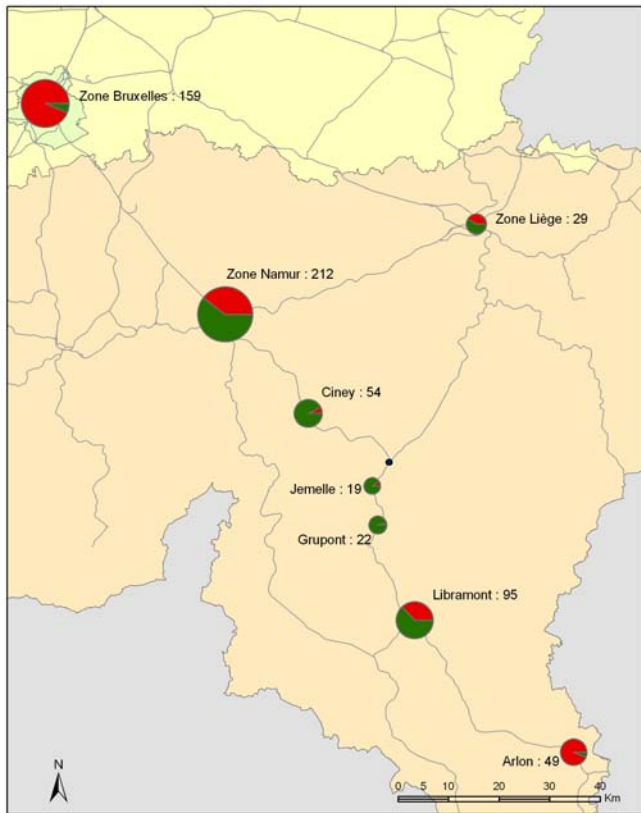 Zone Bruxelles : 159
Zone Liège : 29
Zone Namur : 212
Ciney : 54
Jemelle : 19
Grupont : 22
Libramont : 95
Arlon : 49
N
0 5 10 20 30 40
Km